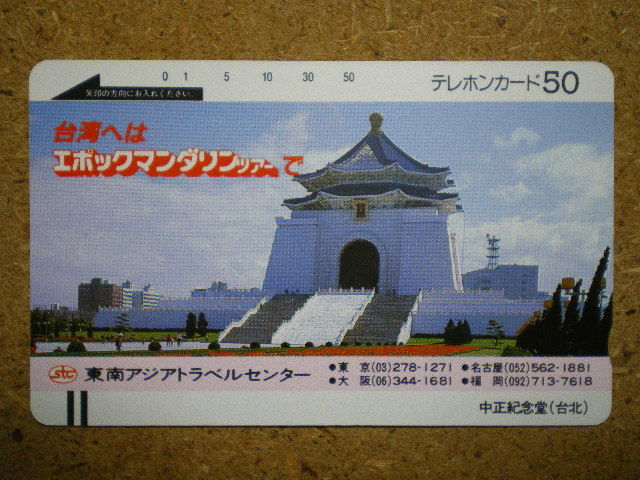 0 1 5 10 30 50
テレホンカード50
矢印の方向にお入れください。
台湾へは
エポックマンダリンツアーで
stc 東南アジアトラベルセンター
●東 京(03)278-1271 ●名古屋(052)562-1881
●大 阪(06)344-1681 ●福 岡(092)713-7618
中正紀念堂(台北)